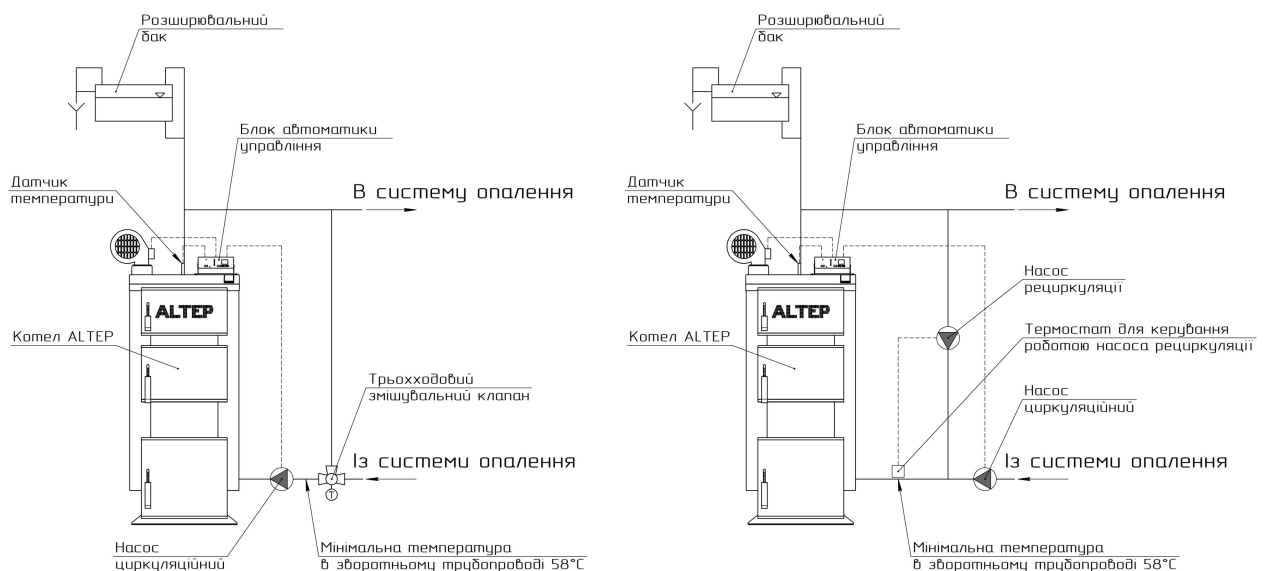 Розширювальний
бак
Блок автоматики
управління
Датчик
температури
В систему опалення
ALTEP
Котел ALTEP
Трьохходовий
змішувальний клапан
Із системи опалення
T
Насос
циркуляційний
Мінімальна температура
в зворотньому трубопроводі 58°C
Розширювальний
бак
Блок автоматики
управління
Датчик
температури
В систему опалення
Насос
рециркуляції
ALTEP
Котел ALTEP
Термостат для керування
роботою насоса рециркуляції
Насос
циркуляційний
Із системи опалення
Мінімальна температура
в зворотньому трубопроводі 58°C